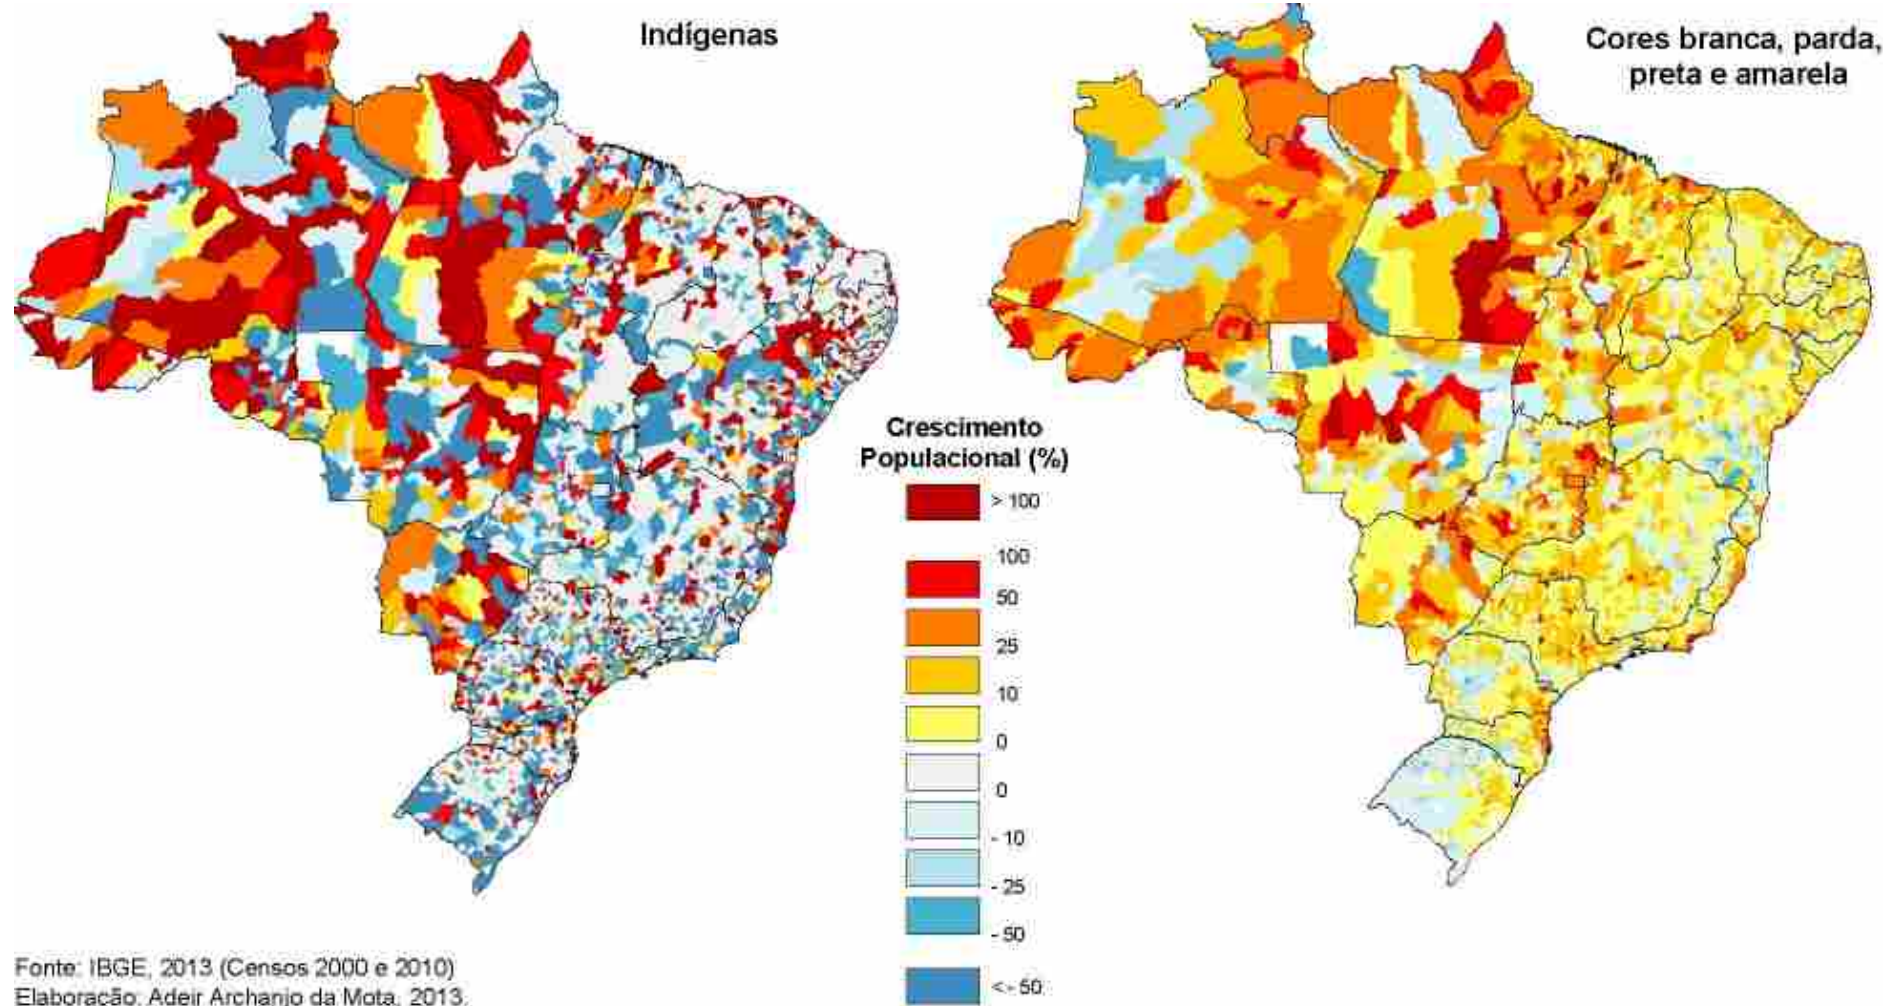 Indígenas
Cores branca, parda,
preta e amarela
Crescimento
Populacional (%)
> 100
100
50
25
10
0
0
- 10
- 25
- 50
<- 50
Fonte: IBGE, 2013 (Censos 2000 e 2010)
Elaboração: Adeir Archanjo da Mota, 2013.